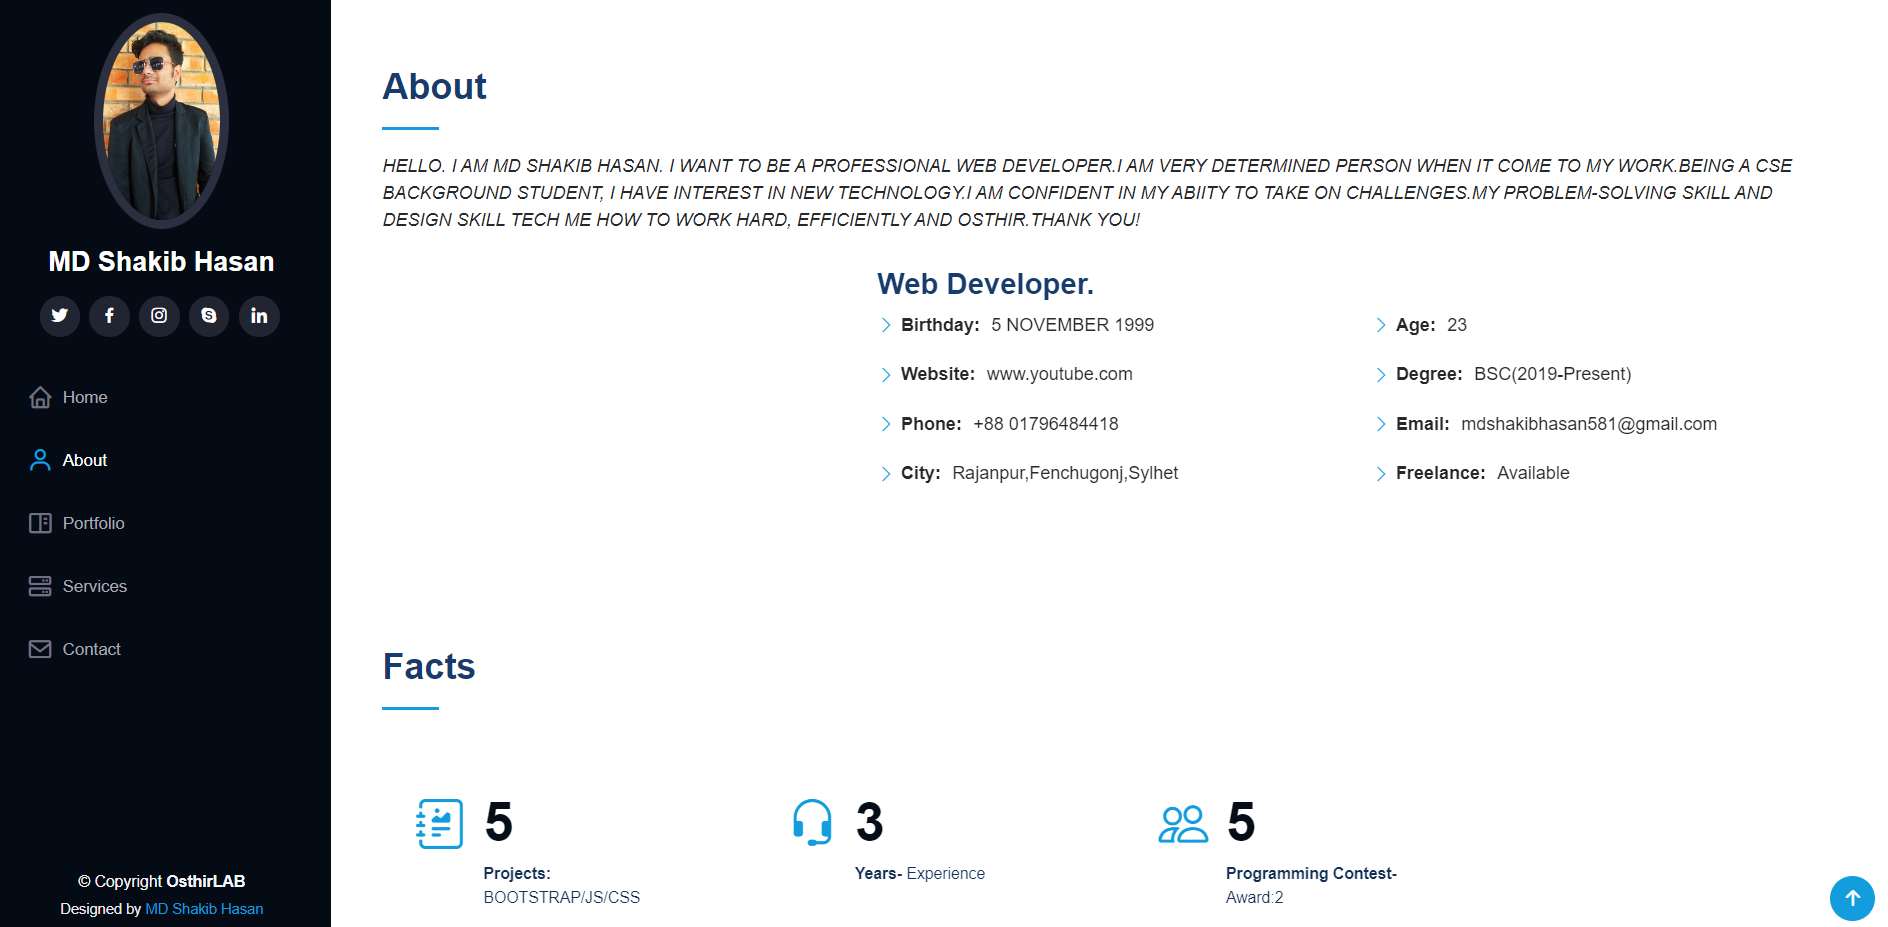 MD Shakib Hasan
Home
About
Portfolio
Services
Contact
© Copyright OsthirLAB
Designed by MD Shakib Hasan
About
HELLO. I AM MD SHAKIB HASAN. I WANT TO BE A PROFESSIONAL WEB DEVELOPER.I AM VERY DETERMINED PERSON WHEN IT COME TO MY WORK.BEING A CSE
BACKGROUND STUDENT, I HAVE INTEREST IN NEW TECHNOLOGY.I AM CONFIDENT IN MY ABIITY TO TAKE ON CHALLENGES.MY PROBLEM-SOLVING SKILL AND
DESIGN SKILL TECH ME HOW TO WORK HARD, EFFICIENTLY AND OSTHIR.THANK YOU!
Web Developer.
Birthday: 5 NOVEMBER 1999
Age: 23
Website: www.youtube.com
Degree: BSC(2019-Present)
Phone: +88 01796484418
Email: mdshakibhasan581@gmail.com
City: Rajanpur,Fenchugonj,Sylhet
Freelance: Available
Facts
5
Projects:
BOOTSTRAP/JS/CSS
3
Years- Experience
5
Programming Contest-
Award:2